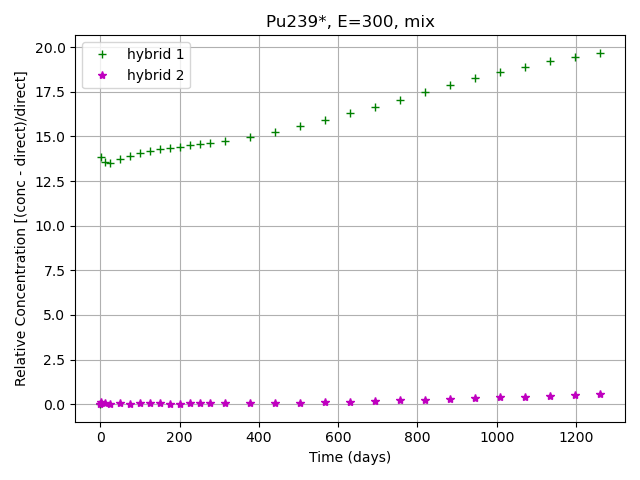 Pu239*, E=300, mix
hybrid 1
hybrid 2
Relative Concentration [(conc - direct)/direct]
20.0
17.5
15.0
12.5
10.0
7.5
5.0
2.5
0.0
0 200 400 600 800 1000 1200
Time (days)